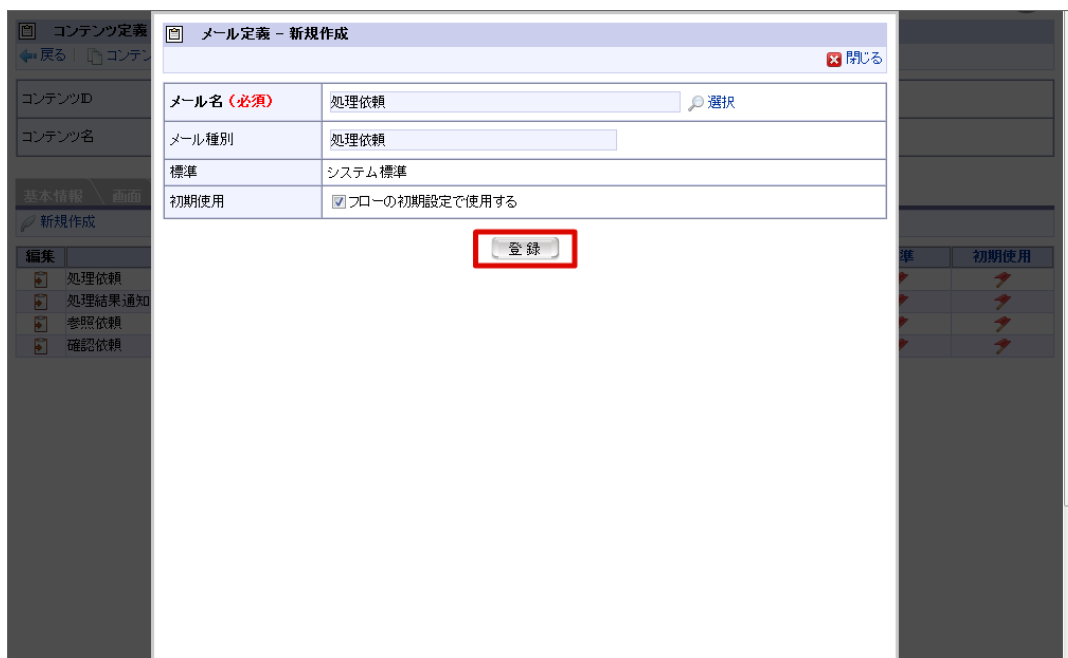 コンテンツ定義
戻る コンテン
メール定義 - 新規作成
閉じる
コンテンツID
コンテンツ名
メール名（必須） 処理依頼 選択
メール種別 処理依頼
標準 システム標準
初期使用 フローの初期設定で使用する
登録
基本情報 画面
新規作成
編集 準 初期使用
処理依頼
処理結果通知
参照依頼
確認依頼